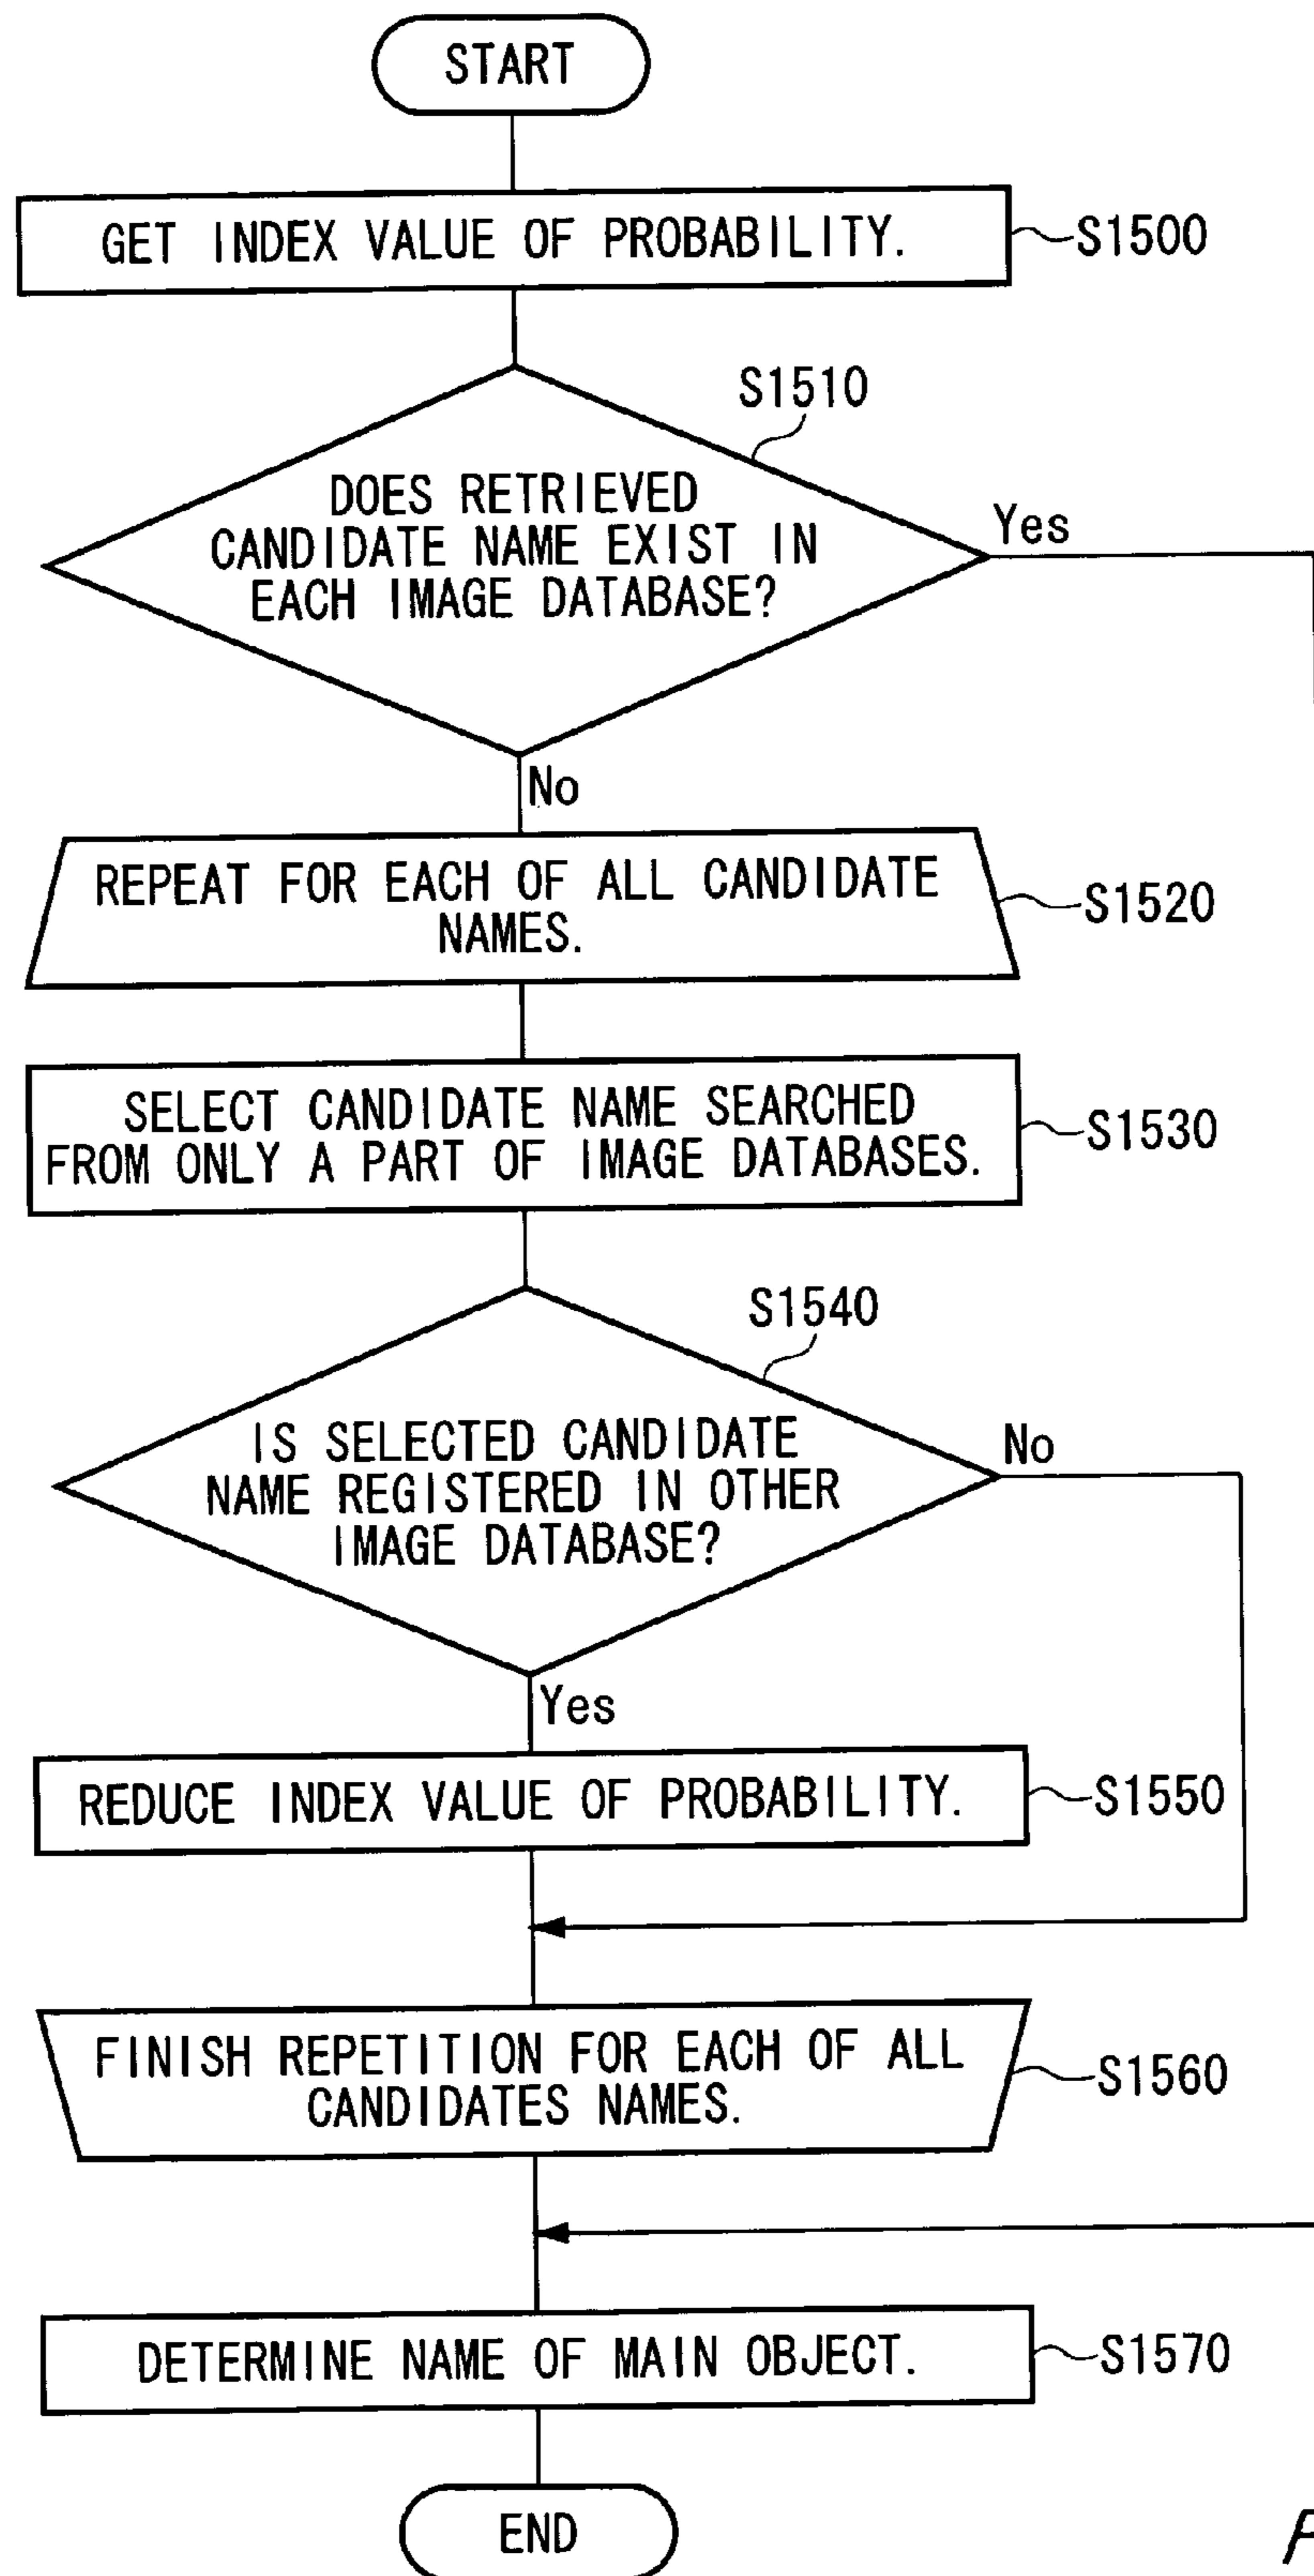 START
GET INDEX VALUE OF PROBABILITY.
S1500
S1510
DOES RETRIEVED
CANDIDATE NAME EXIST IN
EACH IMAGE DATABASE?
Yes
No
REPEAT FOR EACH OF ALL CANDIDATE
NAMES.
S1520
SELECT CANDIDATE NAME SEARCHED
FROM ONLY A PART OF IMAGE DATABASES.
S1530
S1540
IS SELECTED CANDIDATE
NAME REGISTERED IN OTHER
IMAGE DATABASE?
No
Yes
REDUCE INDEX VALUE OF PROBABILITY.
S1550
FINISH REPETITION FOR EACH OF ALL
CANDIDATES NAMES.
S1560
DETERMINE NAME OF MAIN OBJECT.
S1570
END